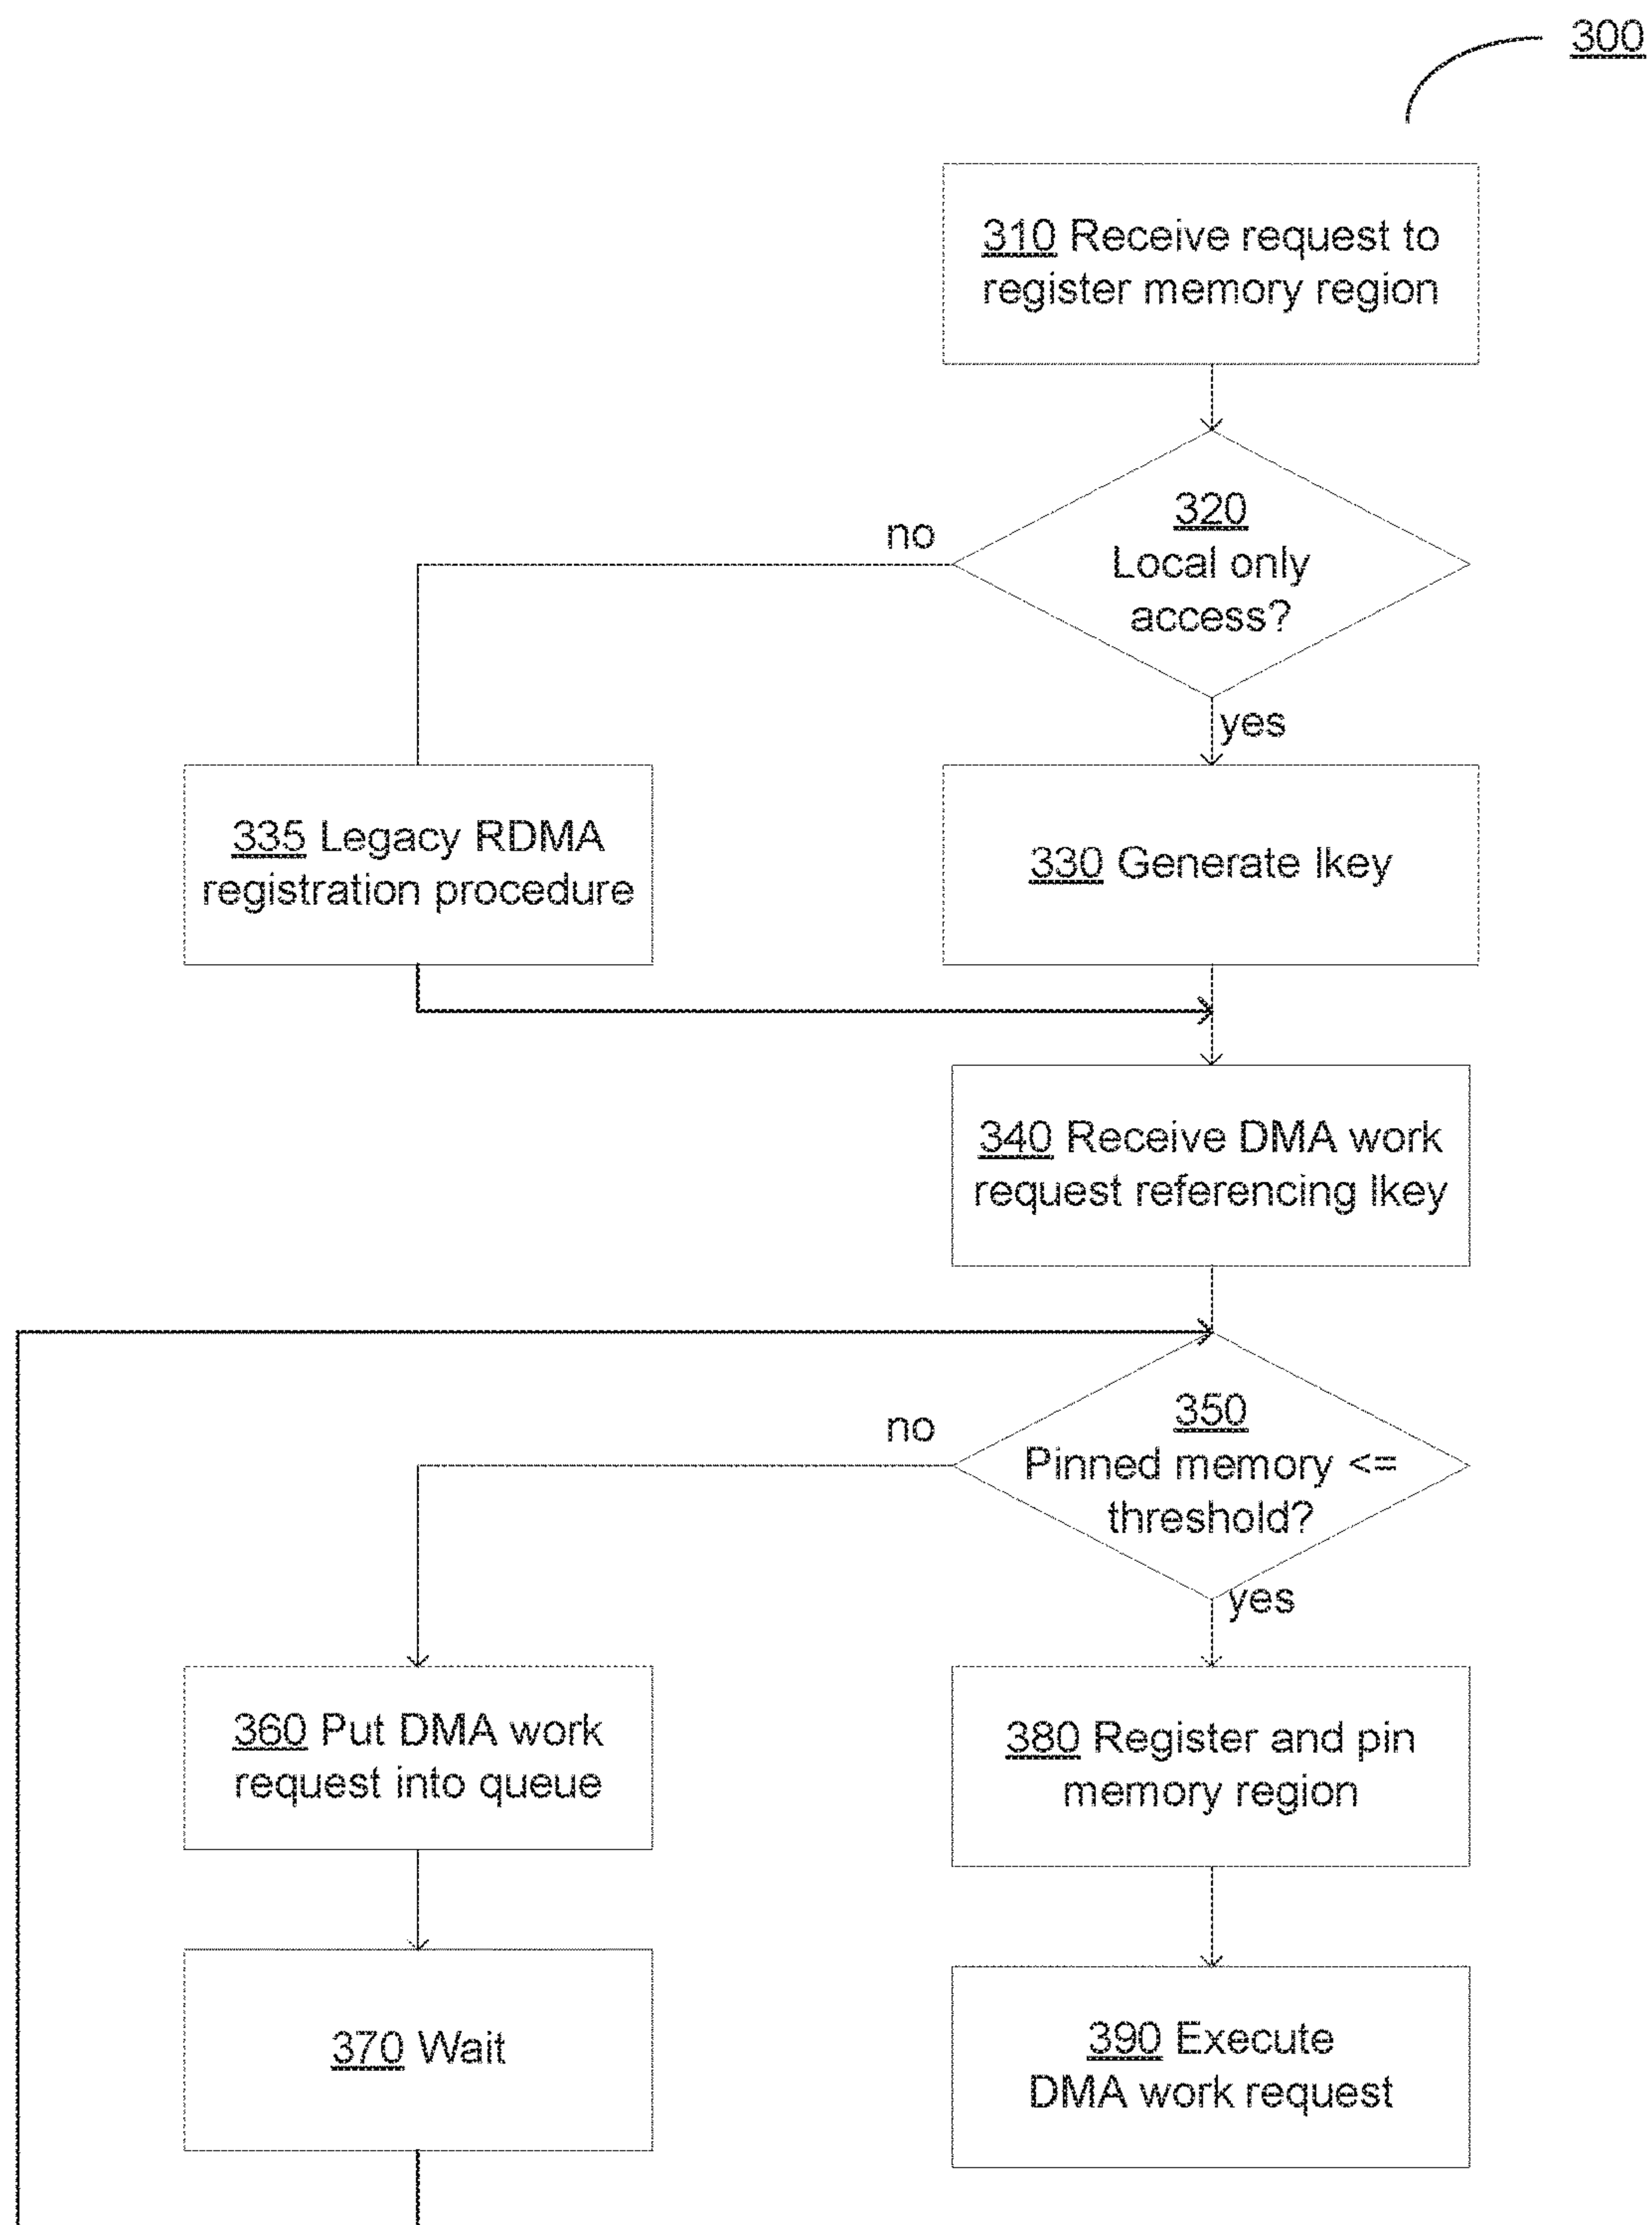 300
310 Receive request to
register memory region
320
Local only
access?
no
yes
335 Legacy RDMA
registration procedure
330 Generate lkey
340 Receive DMA work
request referencing lkey
350
Pinned memory <=
threshold?
no
yes
360 Put DMA work
request into queue
380 Register and pin
memory region
370 Wait
390 Execute
DMA work request